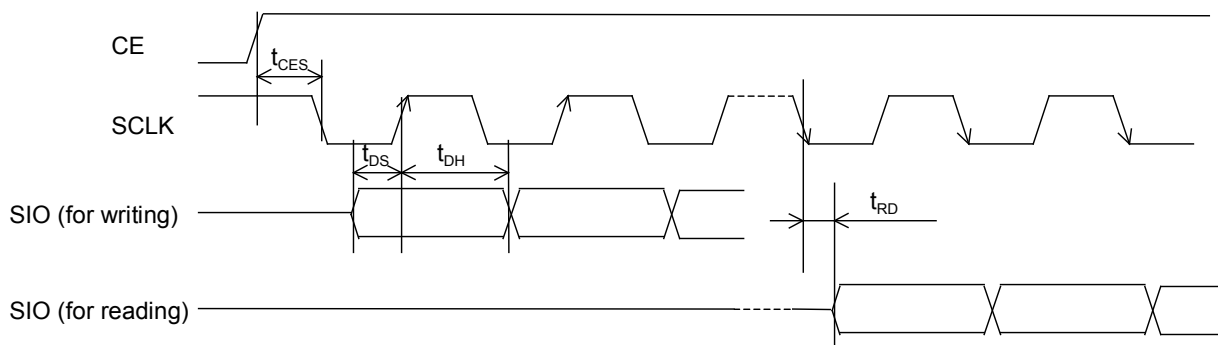 CE
t_CES
SCLK
t_DS t_DH
SIO (for writing)
t_RD
SIO (for reading)